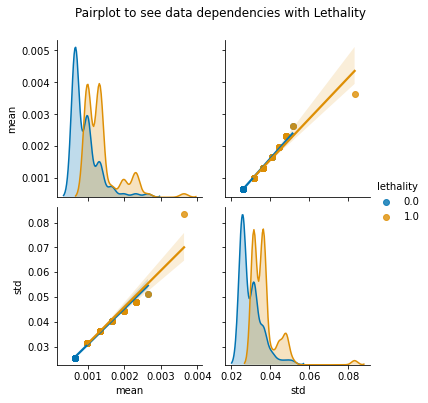 Pairplot to see data dependencies with Lethality
0.005
0.004
0.003
0.002
0.001
mean
lethality
0.0
1.0
0.08
0.07
0.06
0.05
0.04
0.03
std
0.001 0.002 0.003 0.004
mean
0.02 0.04 0.06 0.08
std